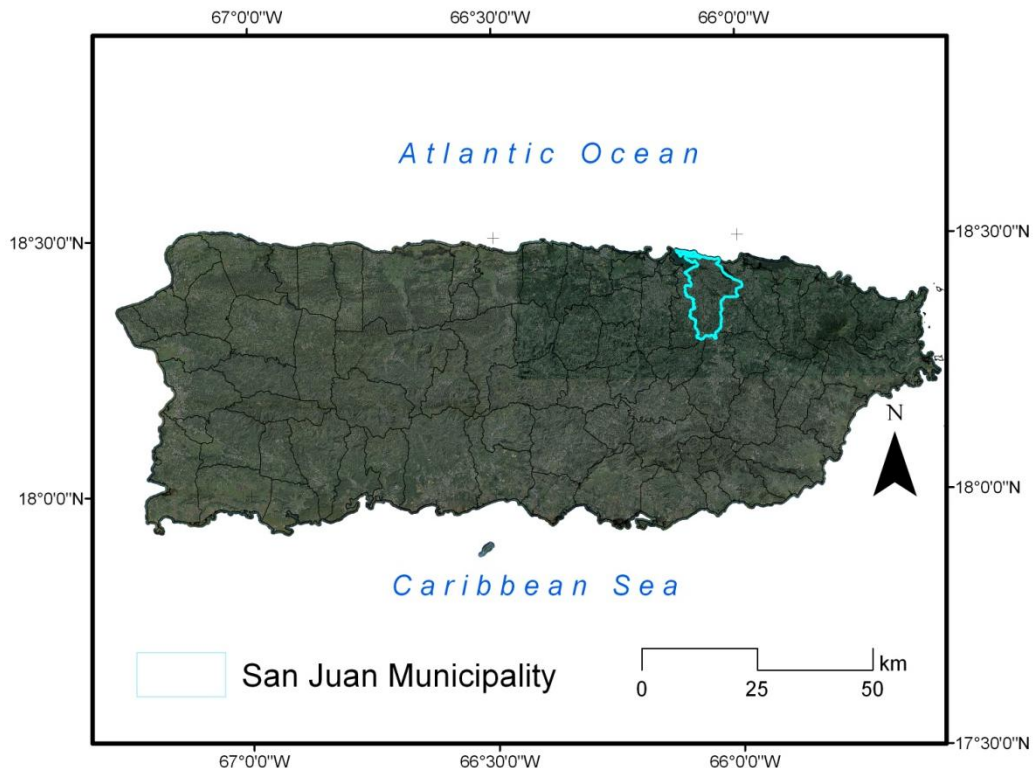 67°0'0"W 66°30'0"W 66°0'0"W
Atlantic Ocean
18°30'0"N 18°30'0"N
N
18°0'0"N 18°0'0"N
Caribbean Sea
San Juan Municipality
km
0 25 50
17°30'0"N
67°0'0"W 66°30'0"W 66°0'0"W